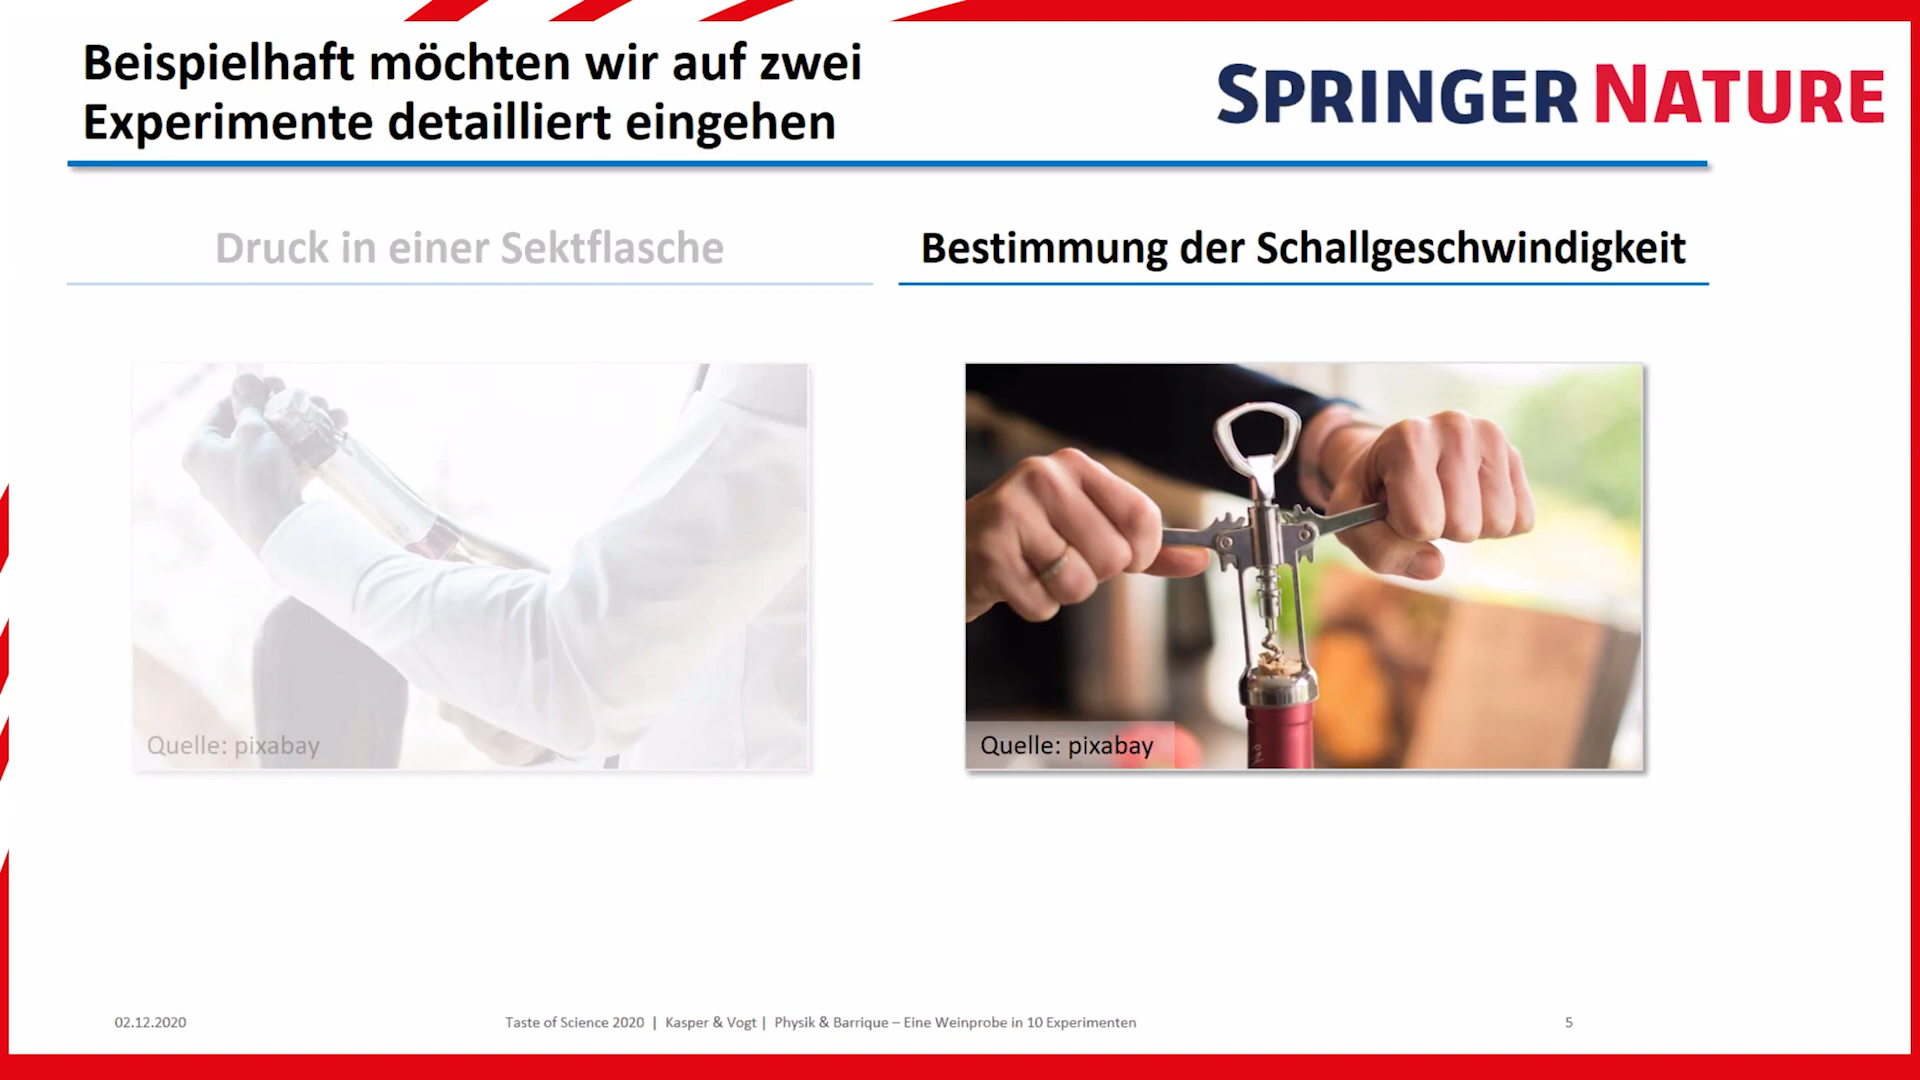 Beispielhaft möchten wir auf zwei
Experimente detailliert eingehen
SPRINGER NATURE
Druck in einer Sektflasche
Bestimmung der Schallgeschwindigkeit
Quelle: pixabay
Quelle: pixabay
02.12.2020
Taste of Science 2020 | Kasper & Vogt | Physik & Barrique – Eine Weinprobe in 10 Experimenten
5